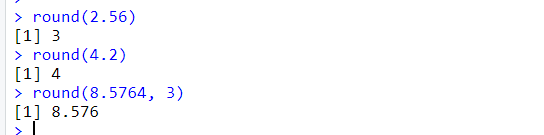 > round(2.56)
[1] 3
> round(4.2)
[1] 4
> round(8.5764, 3)
[1] 8.576
>